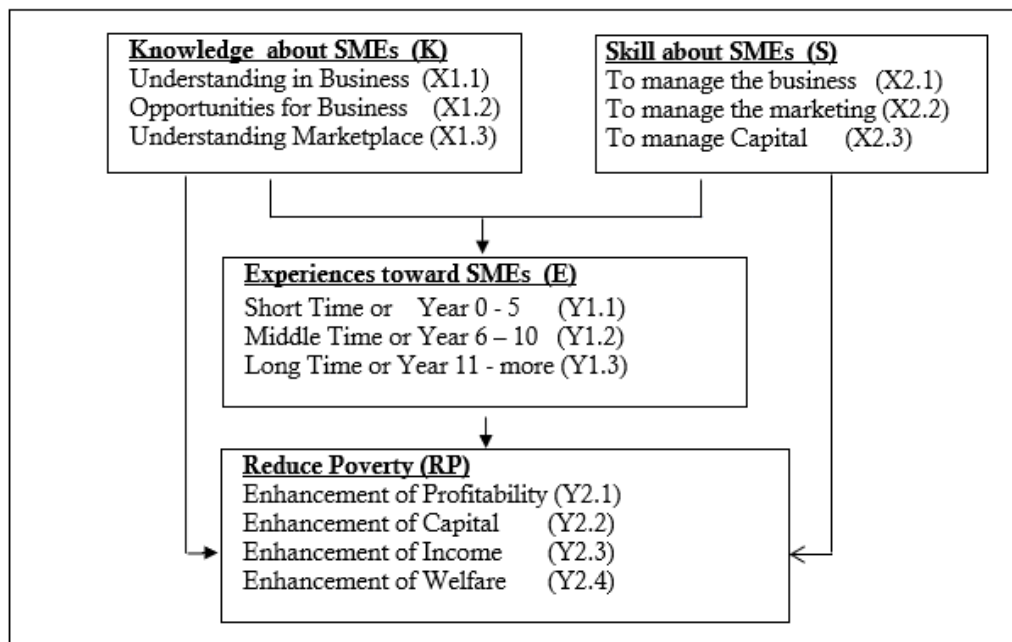 Knowledge about SMEs (K)
Understanding in Business (X1.1)
Opportunities for Business (X1.2)
Understanding Marketplace (X1.3)
Skill about SMEs (S)
To manage the business (X2.1)
To manage the marketing (X2.2)
To manage Capital (X2.3)
Experiences toward SMEs (E)
Short Time or Year 0 - 5 (Y1.1)
Middle Time or Year 6 – 10 (Y1.2)
Long Time or Year 11 - more (Y1.3)
Reduce Poverty (RP)
Enhancement of Profitability (Y2.1)
Enhancement of Capital (Y2.2)
Enhancement of Income (Y2.3)
Enhancement of Welfare (Y2.4)